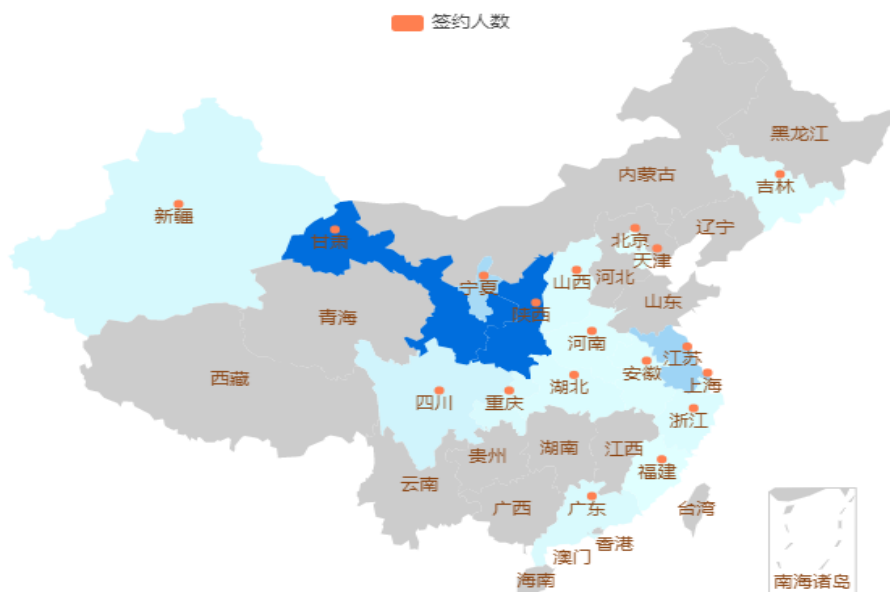 签约人数
黑龙江
内蒙古
吉林
新疆
辽宁
甘肃
北京
天津
山西
河北
宁夏
山东
陕西
青海
河南
江苏
安徽
西藏
上海
湖北
四川
重庆
浙江
湖南
江西
贵州
福建
云南
广西
广东
台湾
香港
澳门
海南
南海诸岛